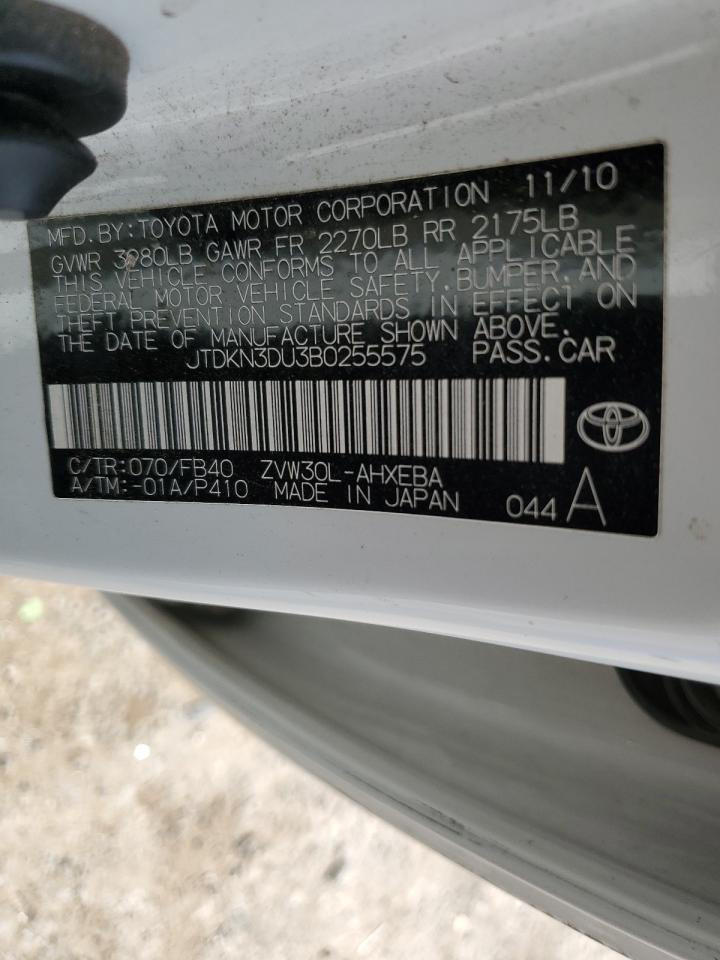 MFD.BY:TOYOTA MOTOR CORPORATION 11/10
GVWR 3980LB GAWR FR 2270LB RR 2175LB
THIS VEHICLE CONFORMS TO ALL APPLICABLE
FEDERAL MOTOR VEHICLE SAFETY,BUMPER,AND
THEFT PREVENTION STANDARDS IN EFFECT ON
THE DATE OF MANUFACTURE SHOWN ABOVE.
JTDKN3DU3B0255575 PASS.CAR
C/TR:070/FB40 ZVW30L-AHXEBA
A/TM:-01A/P410 MADE IN JAPAN 044 A